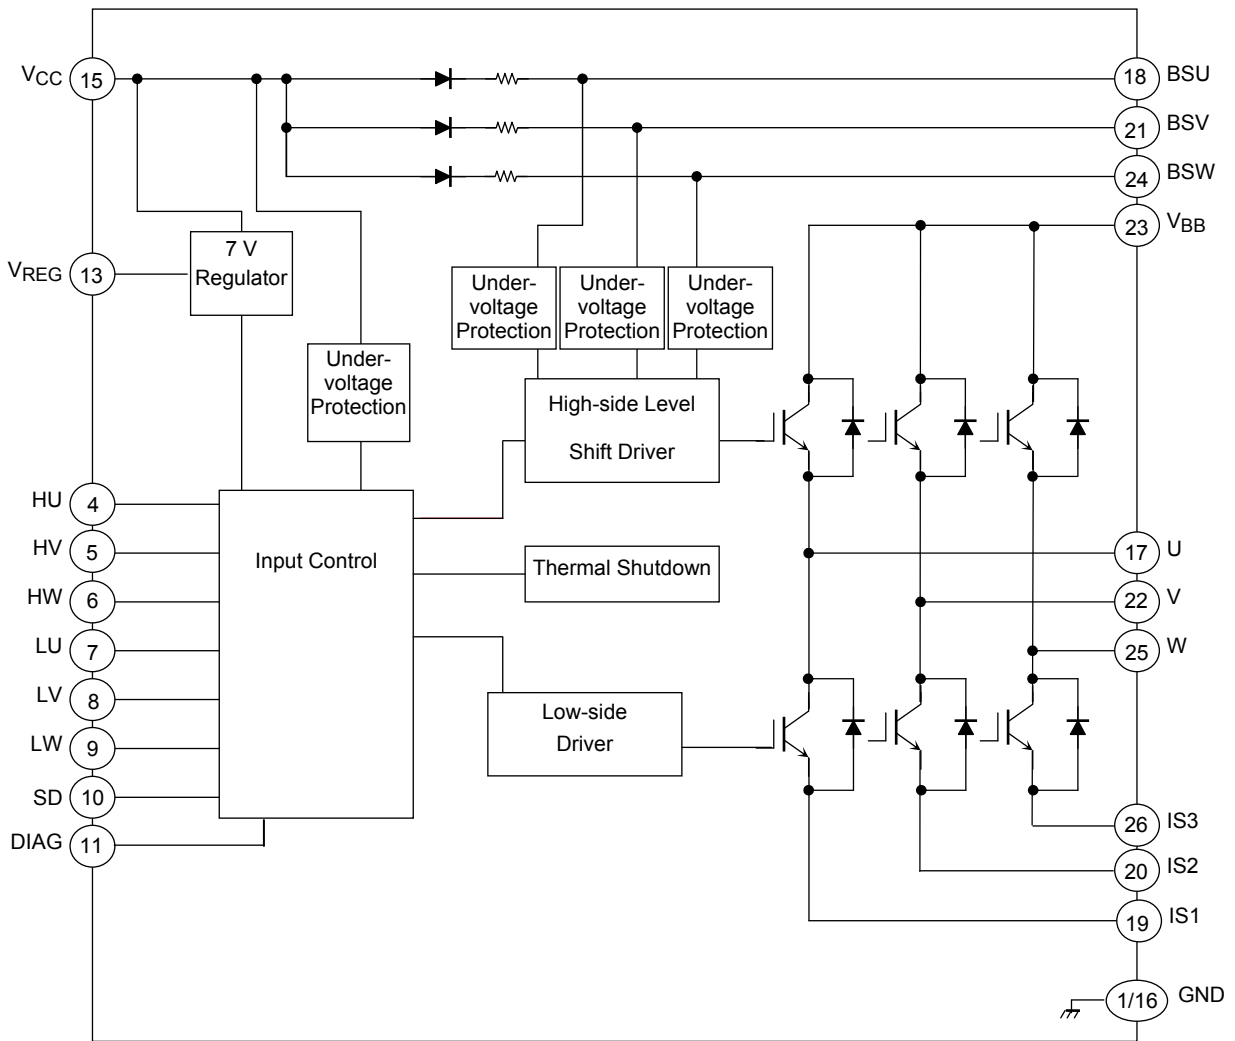 VCC 15
18 BSU
21 BSV
24 BSW
23 VBB
7 V
Regulator
VREG 13
Under-
voltage
Protection
Under-
voltage
Protection
Under-
voltage
Protection
Under-
voltage
Protection
High-side Level
Shift Driver
HU 4
HV 5
HW 6
LU 7
LV 8
LW 9
SD 10
DIAG 11
Input Control
Thermal Shutdown
Low-side
Driver
17 U
22 V
25 W
26 IS3
20 IS2
19 IS1
1/16 GND